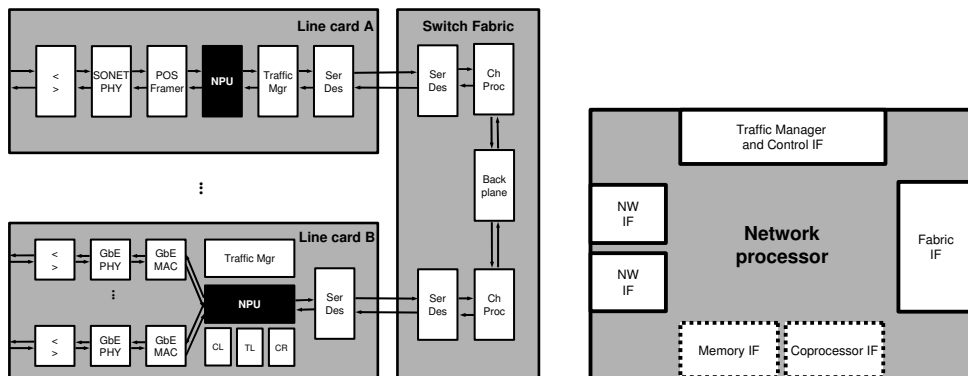 Line card A
<
>
SONET
PHY
POS
Framer
NPU
Traffic
Mgr
Ser
Des
Switch Fabric
Ser
Des
Ch
Proc
Back
plane
Ser
Des
Ch
Proc
...
Line card B
<
>
GbE
PHY
GbE
MAC
...
<
>
GbE
PHY
GbE
MAC
Traffic Mgr
NPU
CL
TL
CR
Ser
Des
Traffic Manager
and Control IF
NW
IF
NW
IF
Network
processor
Fabric
IF
Memory IF
Coprocessor IF